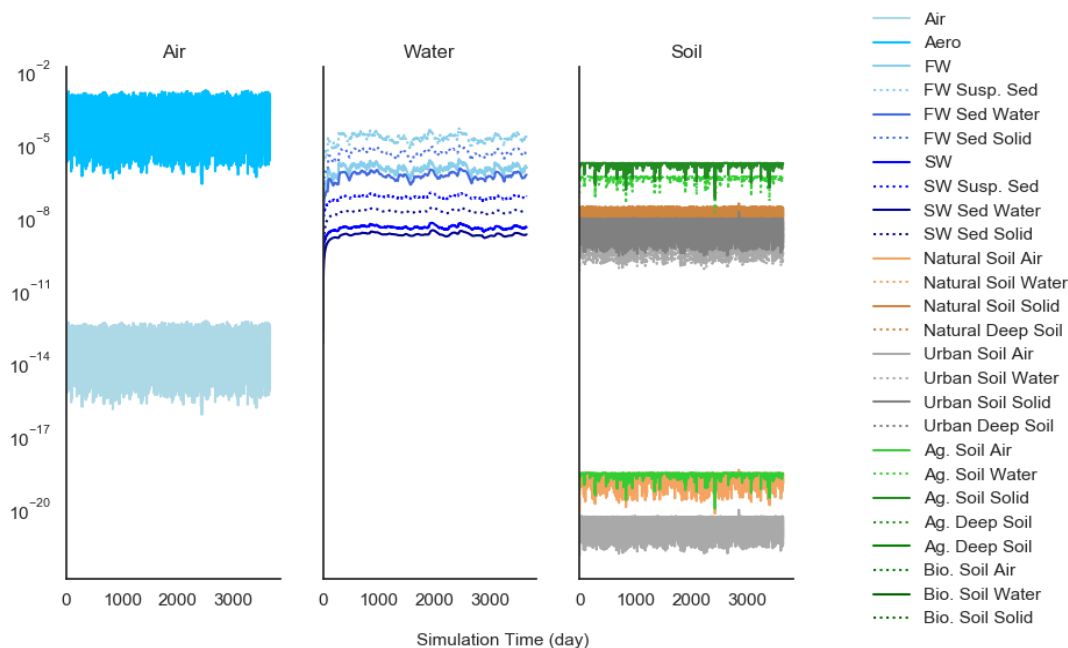 Air
Water
Soil
10⁻²
10⁻⁵
10⁻⁸
10⁻¹¹
10⁻¹⁴
10⁻¹⁷
10⁻²⁰
0 1000 2000 3000
0 1000 2000 3000
0 1000 2000 3000
Simulation Time (day)
Air
Aero
FW
FW Susp. Sed
FW Sed Water
FW Sed Solid
SW
SW Susp. Sed
SW Sed Water
SW Sed Solid
Natural Soil Air
Natural Soil Water
Natural Soil Solid
Natural Deep Soil
Urban Soil Air
Urban Soil Water
Urban Soil Solid
Urban Deep Soil
Ag. Soil Air
Ag. Soil Water
Ag. Soil Solid
Ag. Deep Soil
Ag. Deep Soil
Bio. Soil Air
Bio. Soil Water
Bio. Soil Solid